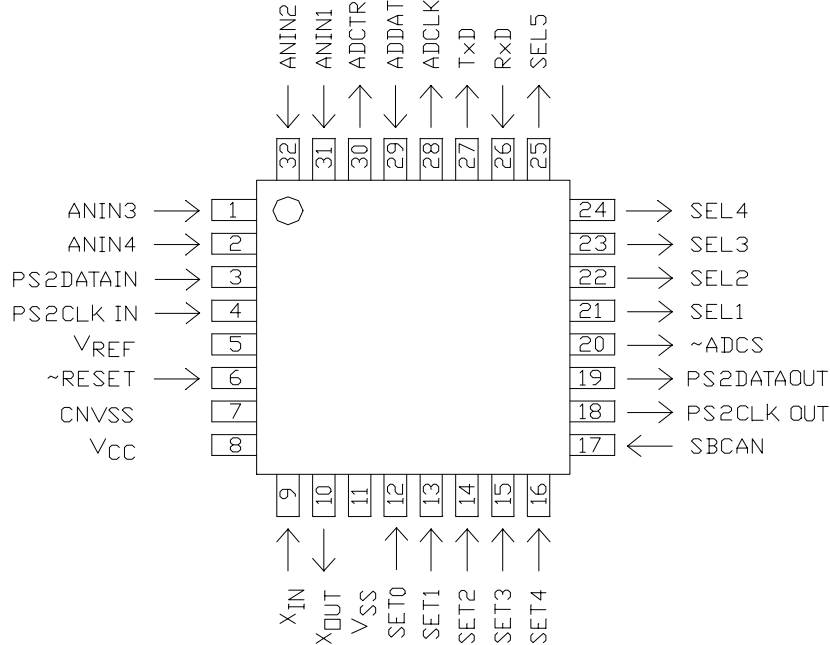 ANIN2
ANIN1
ADCTR
ADDAT
ADCLK
TxD
RxD
SEL5
32
31
30
29
28
27
26
25
ANIN3
1
24
SEL4
ANIN4
2
23
SEL3
PS2DATAIN
3
22
SEL2
PS2CLK IN
4
21
SEL1
VREF
5
20
~ADCS
~RESET
6
19
PS2DATAOUT
CNVSS
7
18
PS2CLK OUT
VCC
8
17
SBCAN
9
10
11
12
13
14
15
16
XIN
XOUT
VSS
SET0
SET1
SET2
SET3
SET4